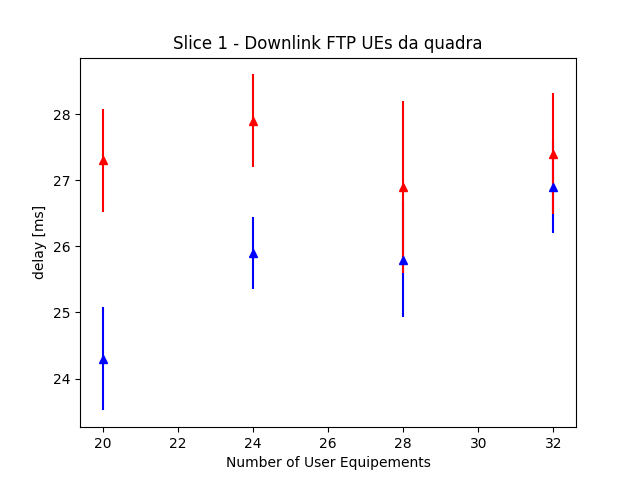 Slice 1 - Downlink FTP UEs da quadra
delay [ms]
28
27
26
25
24
20 22 24 26 28 30 32
Number of User Equipements